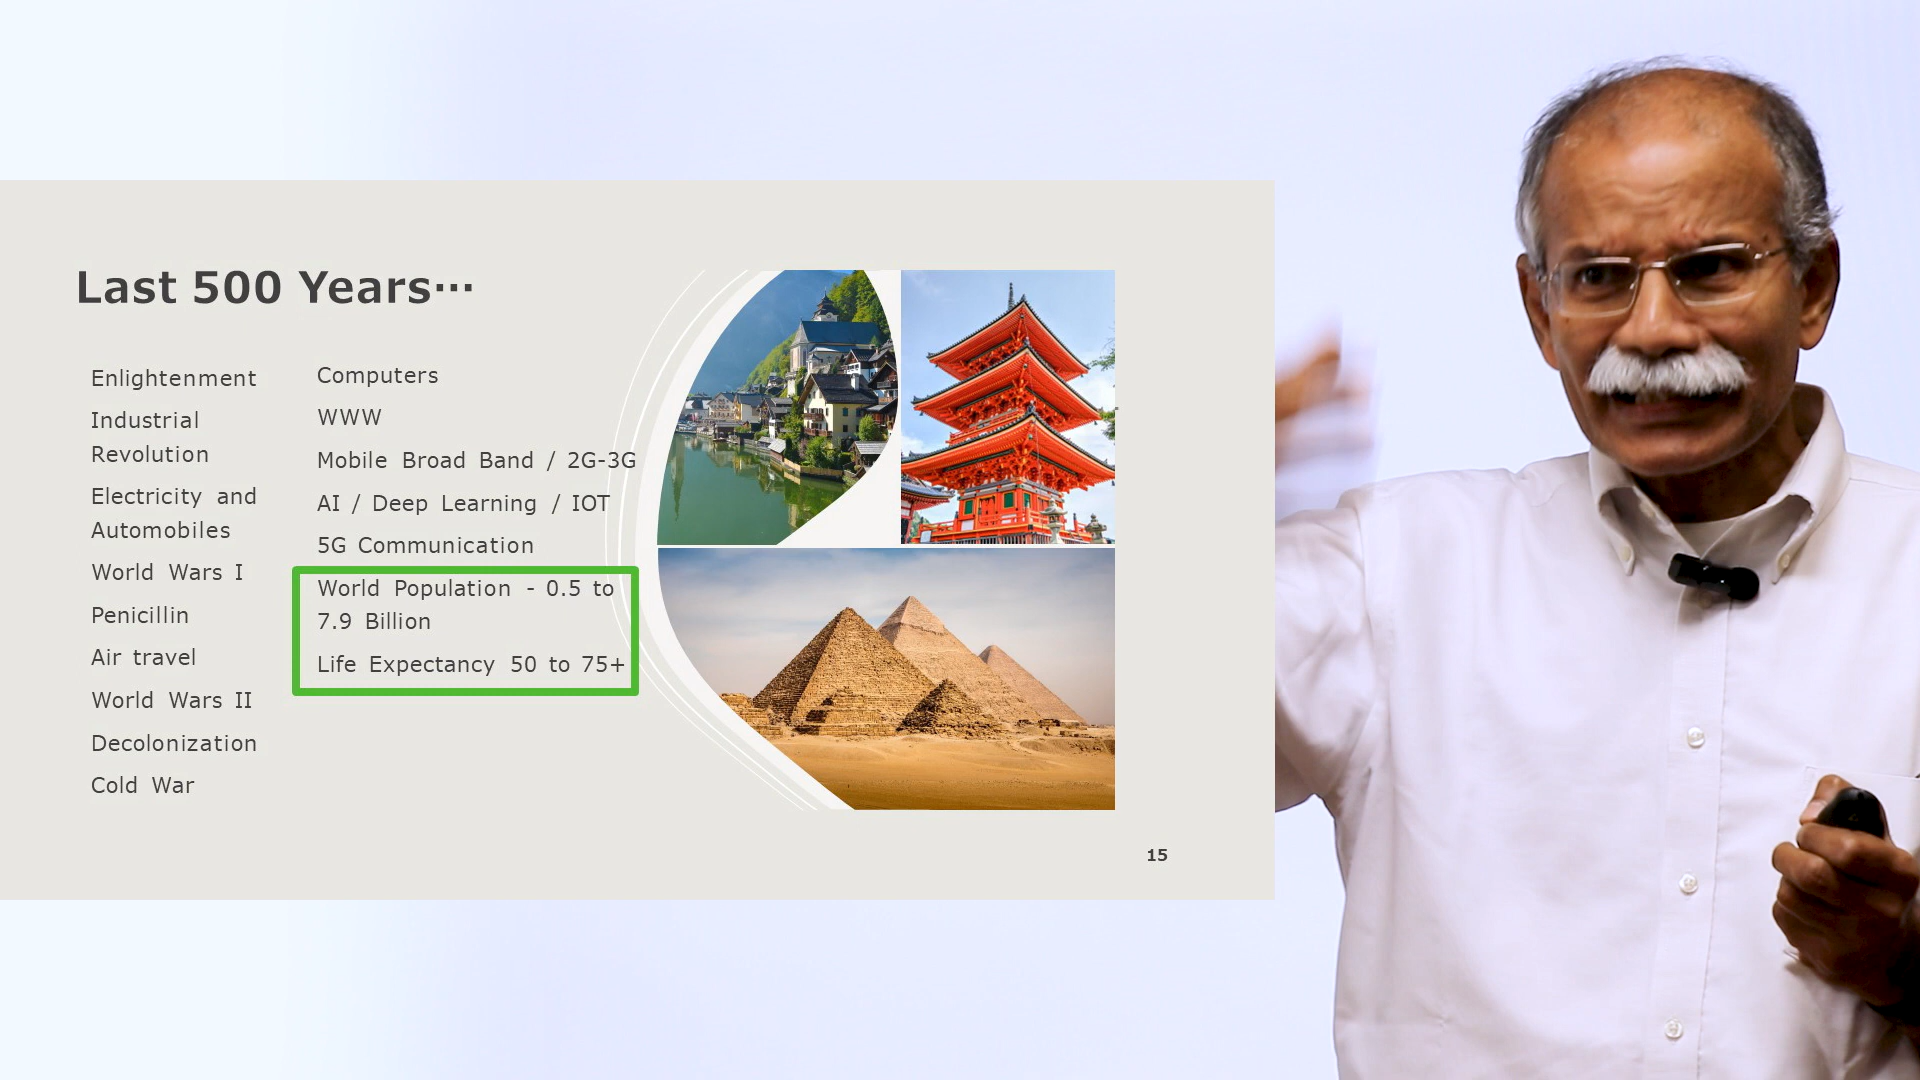 Last 500 Years…
Enlightenment
Industrial
Revolution
Electricity and
Automobiles
World Wars I
Penicillin
Air travel
World Wars II
Decolonization
Cold War
Computers
WWW
Mobile Broad Band / 2G-3G
AI / Deep Learning / IOT
5G Communication
World Population - 0.5 to
7.9 Billion
Life Expectancy 50 to 75+
15